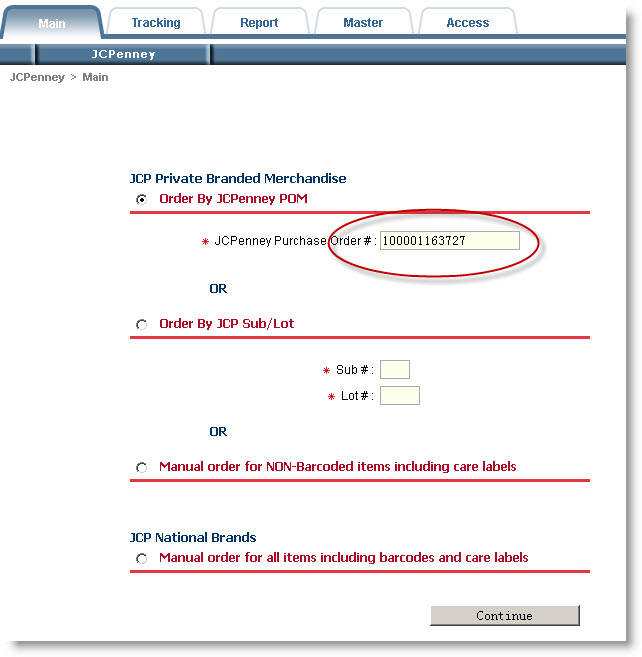 Main Tracking Report Master Access
JCPenney
JCPenney > Main
JCP Private Branded Merchandise
Order By JCPenney POM
* JCPenney Purchase Order # : 100001163727
OR
Order By JCP Sub/Lot
* Sub # :
* Lot # :
OR
Manual order for NON-Barcoded items including care labels
JCP National Brands
Manual order for all items including barcodes and care labels
Continue